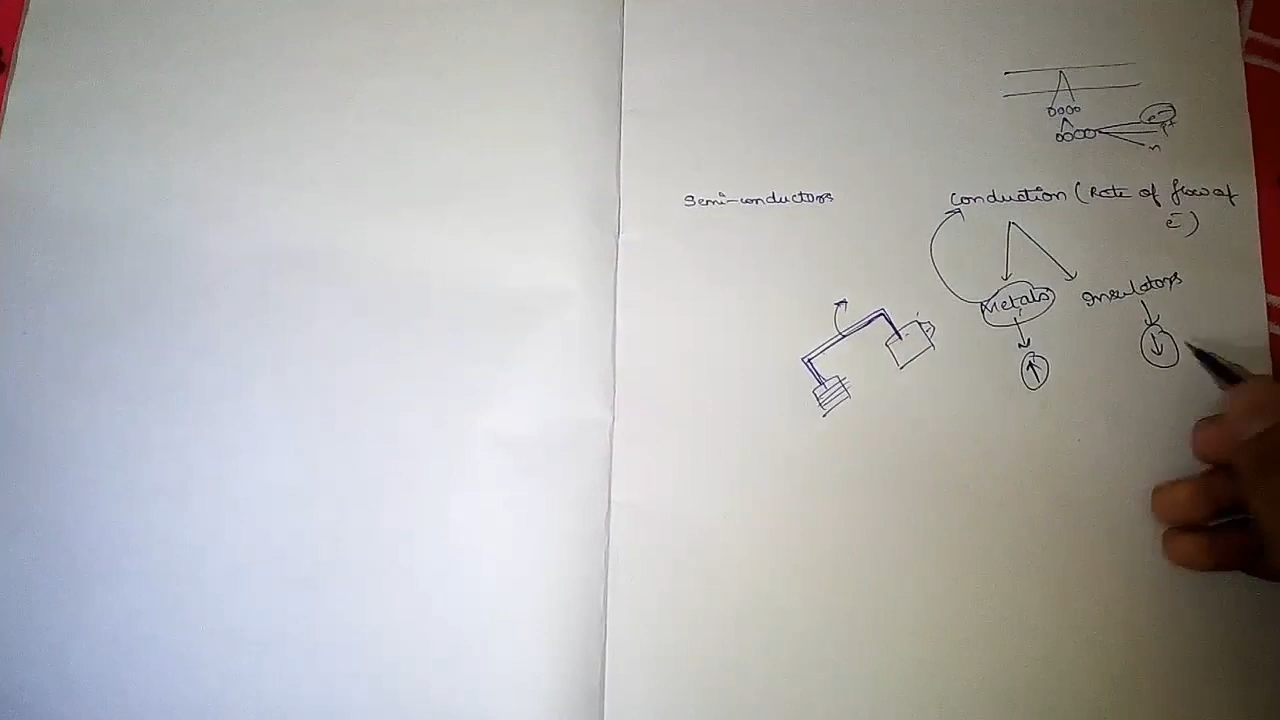 e-
p+
n
Semi-conductors
Conduction (Rate of flow of
e-)
Metals
Insulators
↑
↓